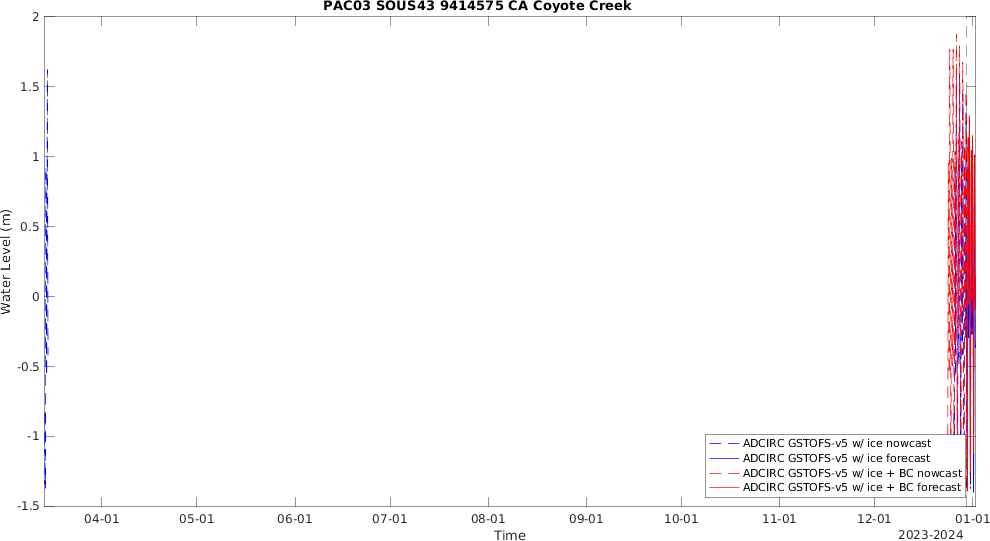 PAC03 SOUS43 9414575 CA Coyote Creek
Water Level (m)
2
1.5
1
0.5
0
-0.5
-1
-1.5
ADCIRC GSTOFS-v5 w/ ice nowcast
ADCIRC GSTOFS-v5 w/ ice forecast
ADCIRC GSTOFS-v5 w/ ice + BC nowcast
ADCIRC GSTOFS-v5 w/ ice + BC forecast
04-01 05-01 06-01 07-01 08-01 09-01 10-01 11-01 12-01 01-01
Time
2023-2024